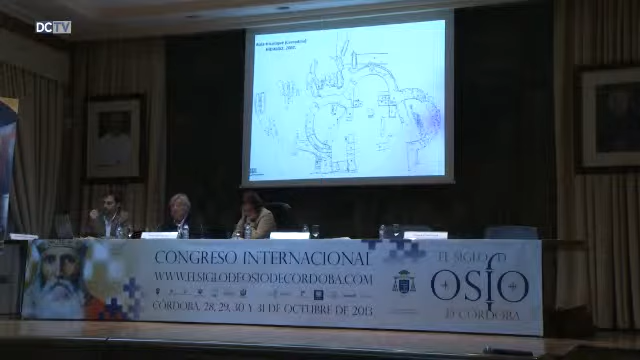 DCTV
CONGRESO INTERNACIONAL
WWW.ELSIGLODEOSIODECORDOBA.COM
CÓRDOBA, 28, 29, 30 Y 31 DE OCTUBRE DE 2013
EL SIGLO D
OSIO
D CÓRDOBA